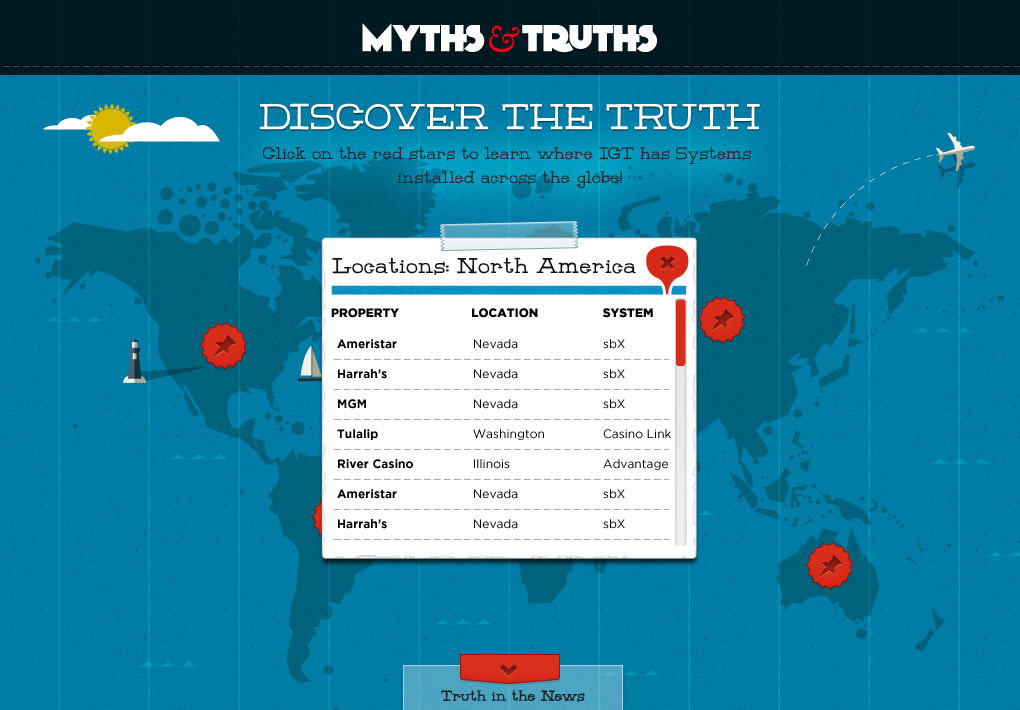 MYTHS & TRUTHS
DISCOVER THE TRUTH
Click on the red stars to learn where IGT has Systems
installed across the globe!
Locations: North America
PROPERTY LOCATION SYSTEM
Ameristar Nevada sbX
Harrah's Nevada sbX
MGM Nevada sbX
Tulalip Washington Casino Link
River Casino Illinois Advantage
Ameristar Nevada sbX
Harrah's Nevada sbX
Truth in the News